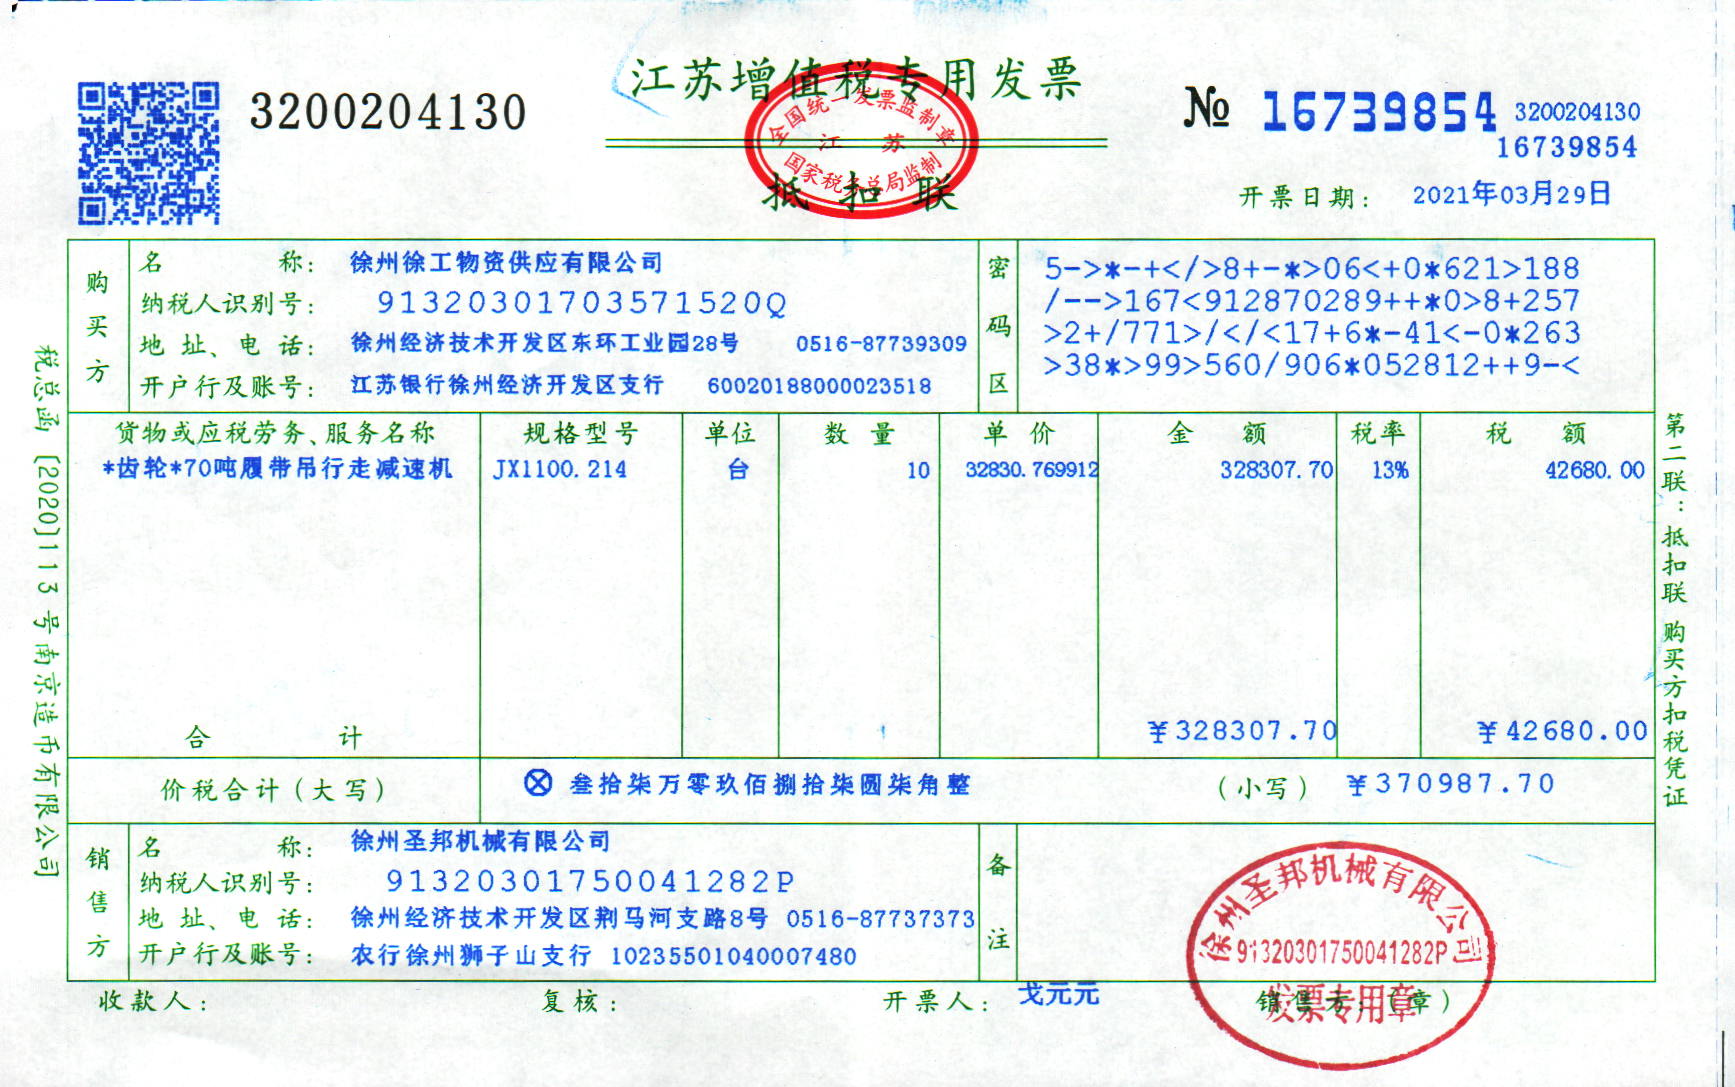 江苏增值税专用发票
3200204130
№ 16739854
3200204130
16739854
全国统一发票监制章
江苏
国家税务总局监制
抵扣联
开票日期: 2021年03月29日
购买方
名称: 徐州徐工物资供应有限公司
纳税人识别号: 91320301703571520Q
地址、电话: 徐州经济技术开发区东环工业园28号 0516-87739309
开户行及账号: 江苏银行徐州经济开发区支行 60020188000023518
密码区
5->*-+</>8+-*>06<+0*621>188
/-->167<912870289++*0>8+257
>2+/771>/</<17+6*-41<-0*263
>38*>99>560/906*052812++9-<
货物或应税劳务、服务名称 规格型号 单位 数量 单价 金额 税率 税额
*齿轮*70吨履带吊行走减速机 JX1100.214 台 10 32830.769912 328307.70 13% 42680.00
合计 ¥328307.70 ¥42680.00
价税合计(大写) ⊗叁拾柒万零玖佰捌拾柒圆柒角整 (小写) ¥370987.70
销售方
名称: 徐州圣邦机械有限公司
纳税人识别号: 91320301750041282P
地址、电话: 徐州经济技术开发区荆马河支路8号 0516-87737373
开户行及账号: 农行徐州狮子山支行 10235501040007480
备注
徐州圣邦机械有限公司
91320301750041282P
发票专用章
收款人: 复核: 开票人: 戈元元 销售方:(章)
税总函[2020]113号南京造币有限公司
第二联:抵扣联 购买方扣税凭证